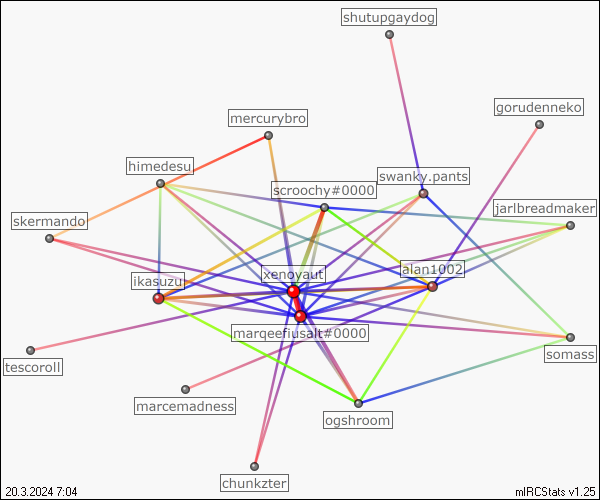 shutupgaydog
gorudenneko
mercurybro
himedesu
swanky.pants
scroochy#0000
jarlbreadmaker
skermando
xenoyaut
alan1002
ikasuzu
marqeefiusalt#0000
somass
tescoroll
marcemadness
ogshroom
chunkzter
20.3.2024 7:04
mIRCStats v1.25